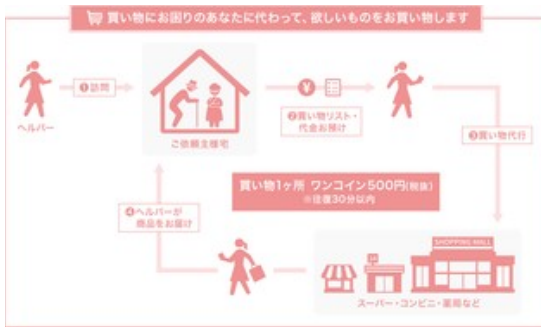 買い物にお困りのあなたに代わって、欲しいものをお買い物します
❶訪問
ヘルパー
ご依頼主様宅
❷買い物リスト・
代金お預け
❸買い物代行
買い物1ヶ所 ワンコイン500円(税抜)
※往復30分以内
❹ヘルパーが
商品をお届け
SHOPPING MALL
スーパー・コンビニ・薬局など